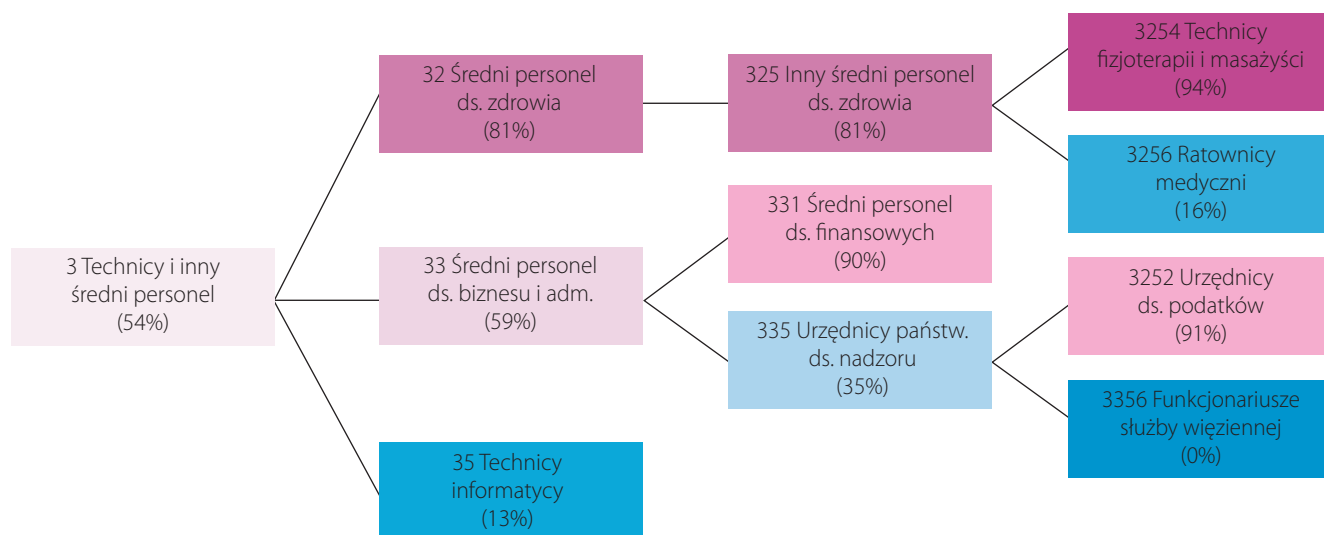 3 Technicy i inny
średni personel
(54%)
32 Średni personel
ds. zdrowia
(81%)
33 Średni personel
ds. biznesu i adm.
(59%)
35 Technicy
informatycy
(13%)
325 Inny średni personel
ds. zdrowia
(81%)
331 Średni personel
ds. finansowych
(90%)
335 Urzędnicy państw.
ds. nadzoru
(35%)
3254 Technicy
fizjoterapii i masażyści
(94%)
3256 Ratownicy
medyczni
(16%)
3252 Urzędnicy
ds. podatków
(91%)
3356 Funkcjonariusze
służby więziennej
(0%)